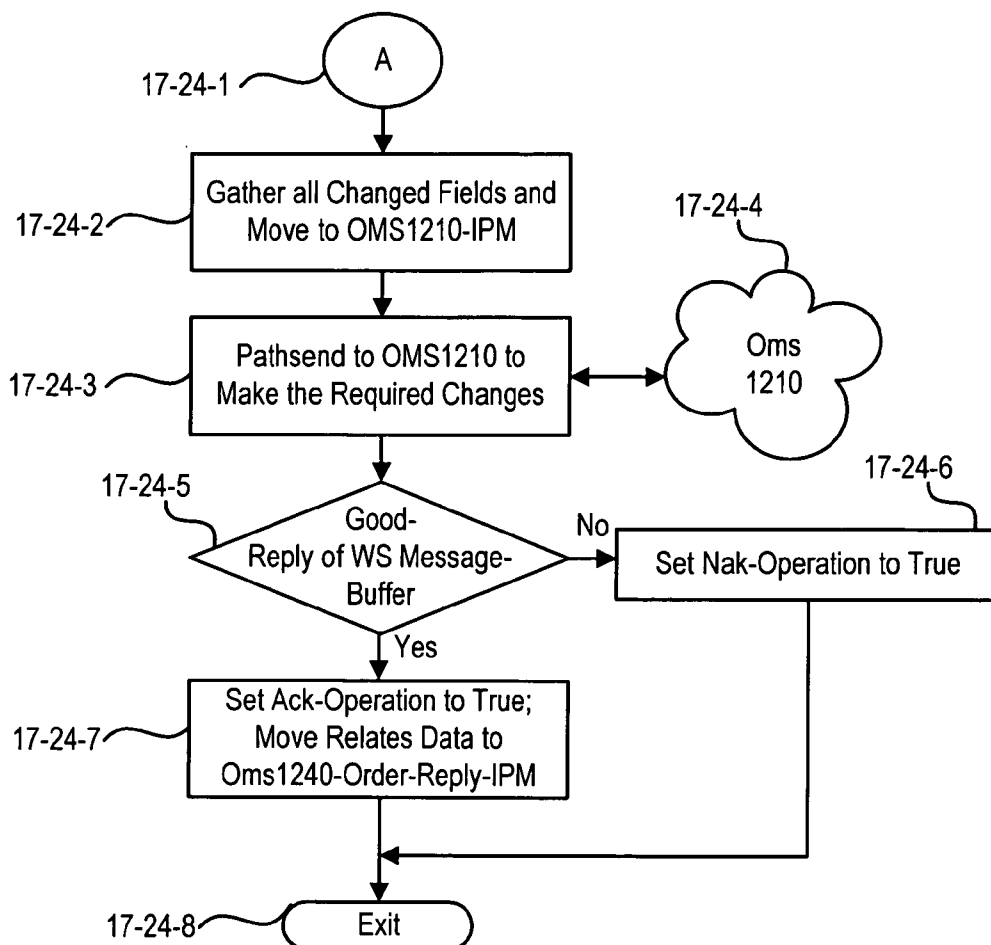 A
17-24-1
Gather all Changed Fields and
Move to OMS1210-IPM
17-24-2
17-24-4
Pathsend to OMS1210 to
Make the Required Changes
17-24-3
Oms
1210
17-24-5
17-24-6
Good-
Reply of WS Message-
Buffer
No
Set Nak-Operation to True
Yes
Set Ack-Operation to True;
Move Relates Data to
Oms1240-Order-Reply-IPM
17-24-7
17-24-8
Exit